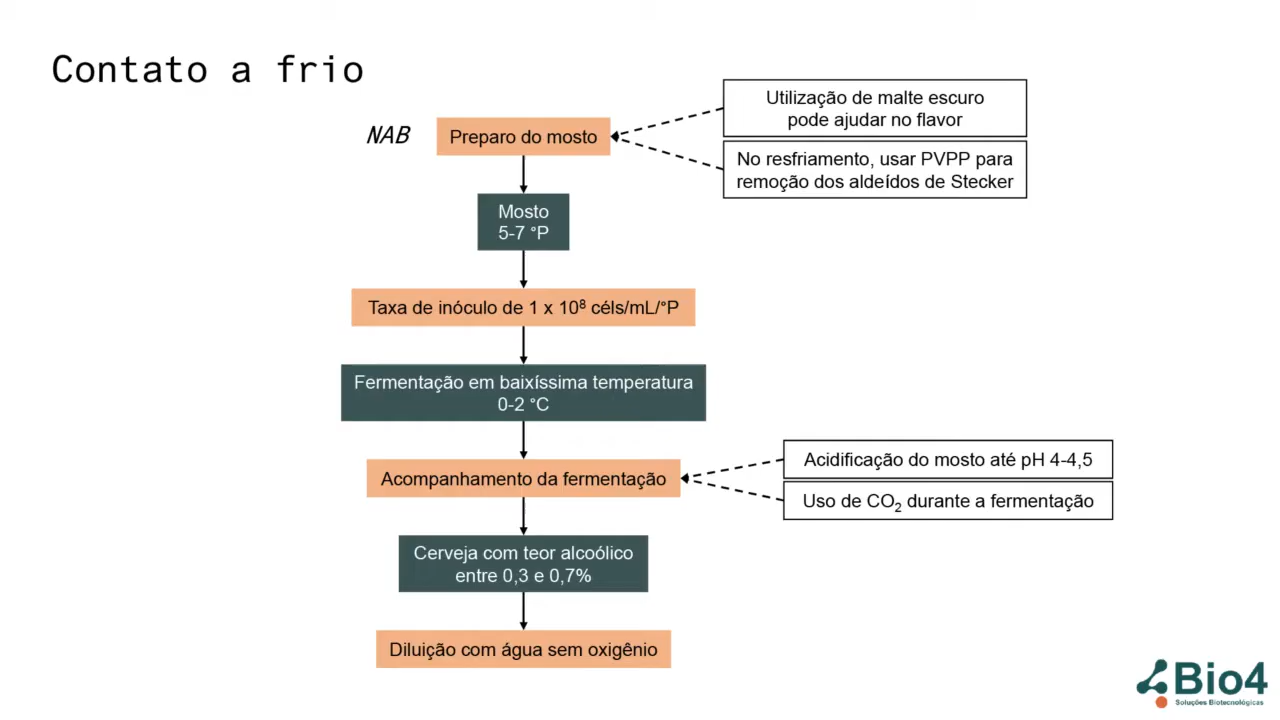 Contato a frio
NAB
Preparo do mosto
Utilização de malte escuro
pode ajudar no flavor
No resfriamento, usar PVPP para
remoção dos aldeídos de Stecker
Mosto
5-7 °P
Taxa de inóculo de 1 x 10⁸ céls/mL/°P
Fermentação em baixíssima temperatura
0-2 °C
Acompanhamento da fermentação
Acidificação do mosto até pH 4-4,5
Uso de CO₂ durante a fermentação
Cerveja com teor alcoólico
entre 0,3 e 0,7%
Diluição com água sem oxigênio
Bio4
Soluções Biotecnológicas